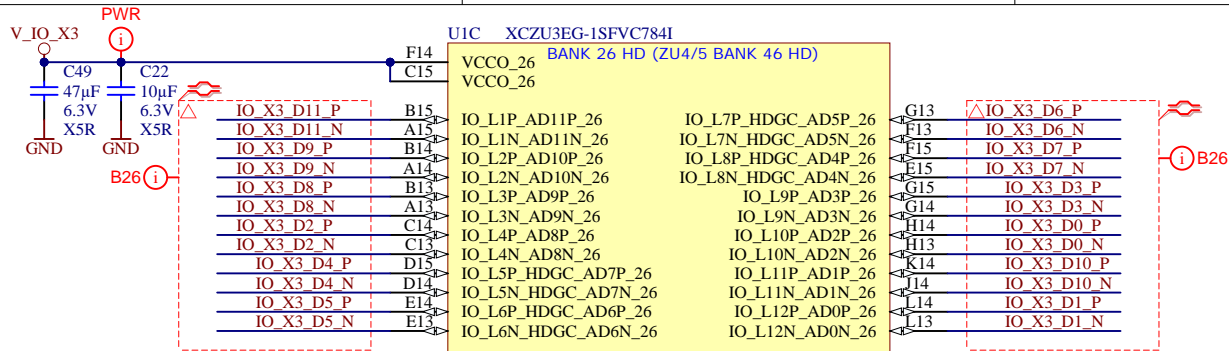 PWR
V_IO_X3
U1C XCZU3EG-1SFVC784I
BANK 26 HD (ZU4/5 BANK 46 HD)
F14 VCCO_26
C15 VCCO_26
C49
47µF
6.3V
X5R
GND
C22
10µF
6.3V
X5R
GND
B26
IO_X3_D11_P B15 IO_L1P_AD11P_26
IO_X3_D11_N A15 IO_L1N_AD11N_26
IO_X3_D9_P B14 IO_L2P_AD10P_26
IO_X3_D9_N A14 IO_L2N_AD10N_26
IO_X3_D8_P B13 IO_L3P_AD9P_26
IO_X3_D8_N A13 IO_L3N_AD9N_26
IO_X3_D2_P C14 IO_L4P_AD8P_26
IO_X3_D2_N C13 IO_L4N_AD8N_26
IO_X3_D4_P D15 IO_L5P_HDGC_AD7P_26
IO_X3_D4_N D14 IO_L5N_HDGC_AD7N_26
IO_X3_D5_P E14 IO_L6P_HDGC_AD6P_26
IO_X3_D5_N E13 IO_L6N_HDGC_AD6N_26
IO_L7P_HDGC_AD5P_26 G13 IO_X3_D6_P
IO_L7N_HDGC_AD5N_26 F13 IO_X3_D6_N
IO_L8P_HDGC_AD4P_26 F15 IO_X3_D7_P
IO_L8N_HDGC_AD4N_26 E15 IO_X3_D7_N
IO_L9P_AD3P_26 G15 IO_X3_D3_P
IO_L9N_AD3N_26 G14 IO_X3_D3_N
IO_L10P_AD2P_26 H14 IO_X3_D0_P
IO_L10N_AD2N_26 H13 IO_X3_D0_N
IO_L11P_AD1P_26 K14 IO_X3_D10_P
IO_L11N_AD1N_26 J14 IO_X3_D10_N
IO_L12P_AD0P_26 L14 IO_X3_D1_P
IO_L12N_AD0N_26 L13 IO_X3_D1_N
B26